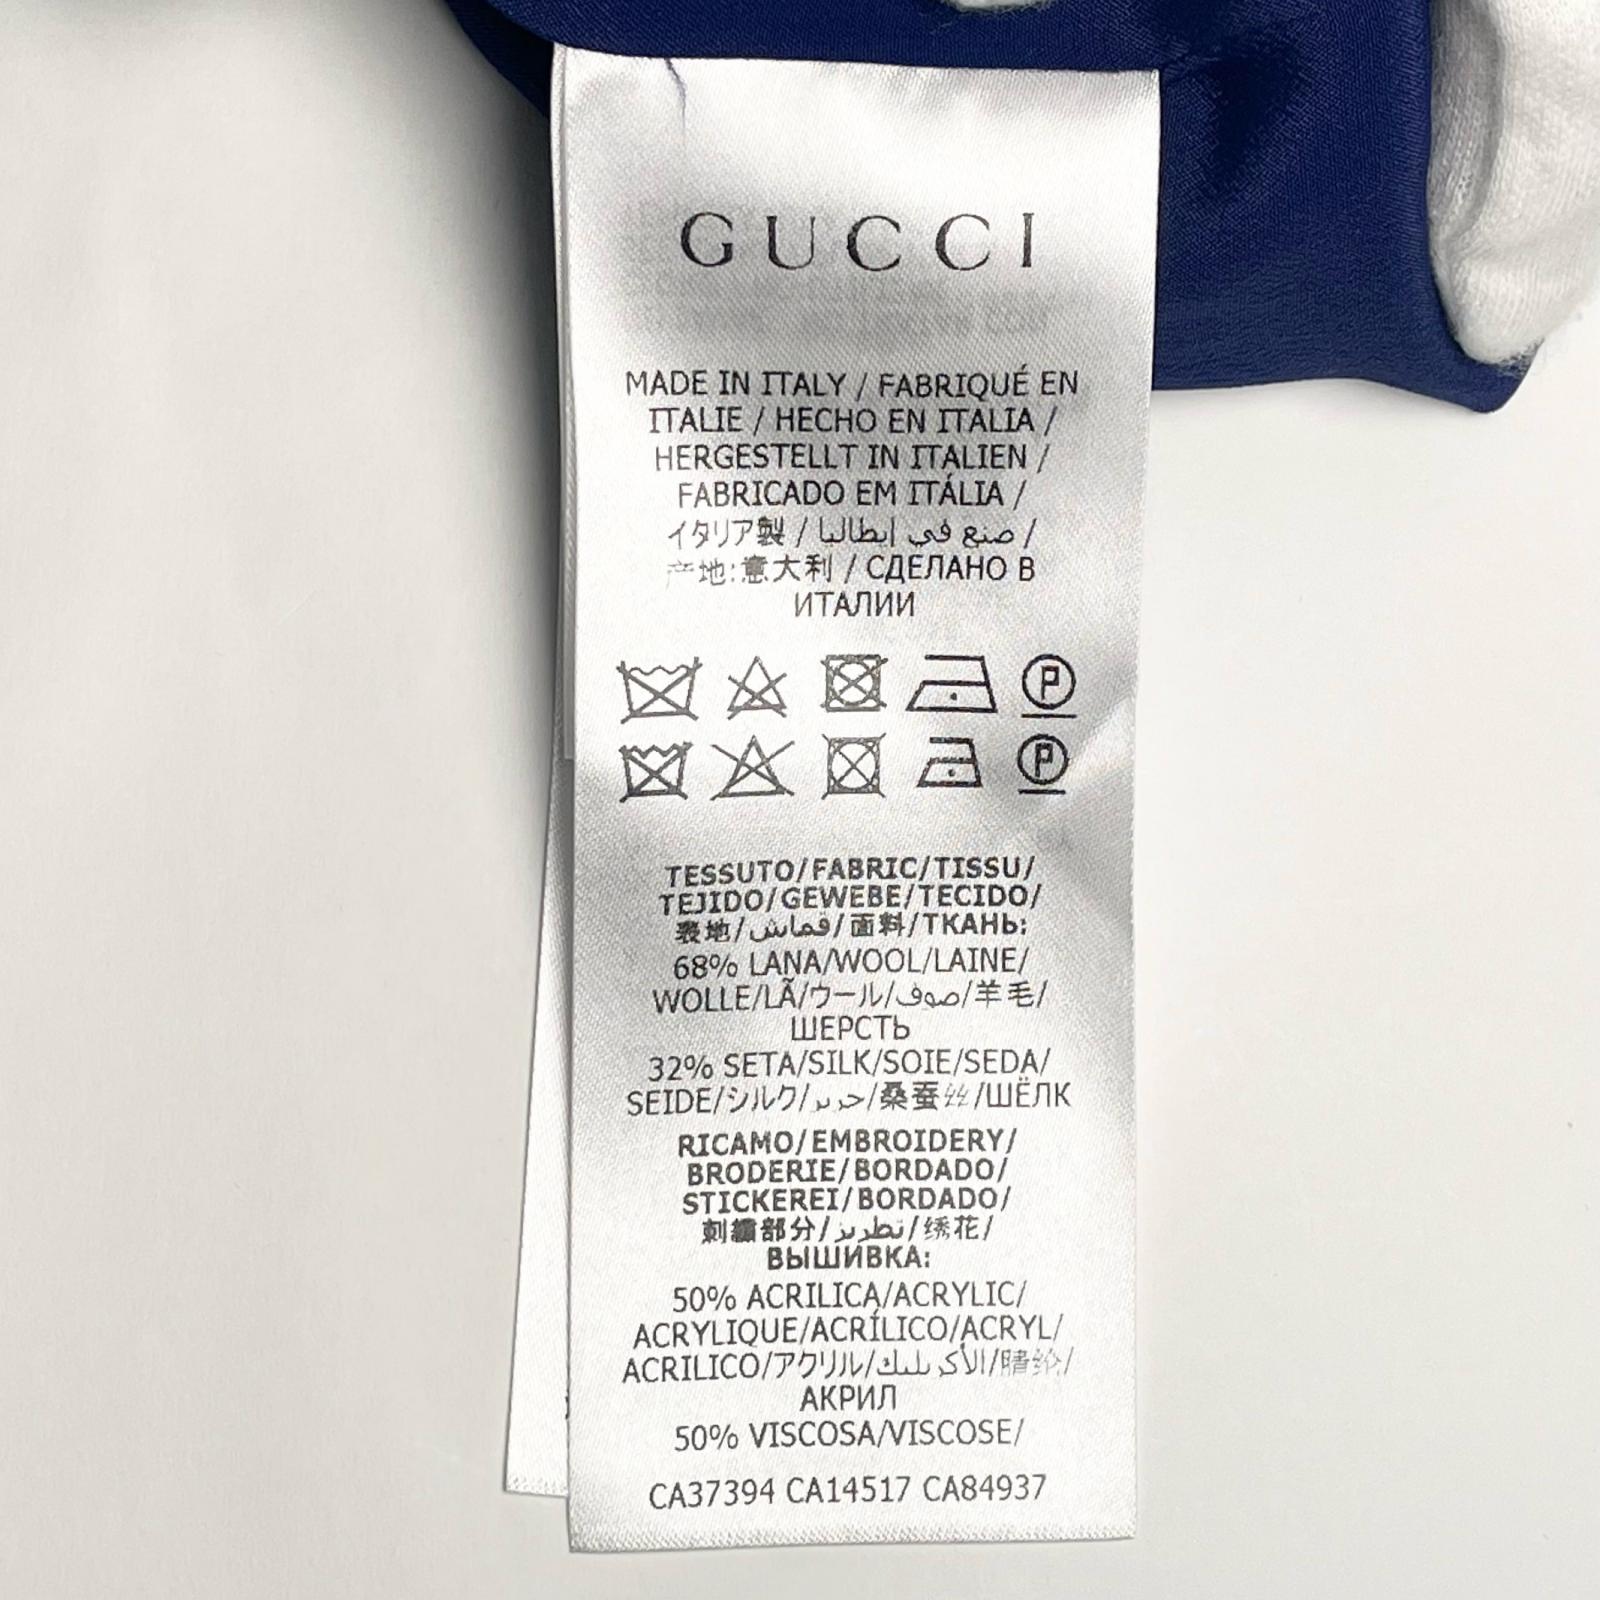 GUCCI
MADE IN ITALY / FABRIQUÉ EN
ITALIE / HECHO EN ITALIA /
HERGESTELLT IN ITALIEN /
FABRICADO EM ITÁLIA /
イタリア製 / صنع في إيطاليا /
产地:意大利 / СДЕЛАНО В
ИТАЛИИ
P
P
TESSUTO/FABRIC/TISSU/
TEJIDO/GEWEBE/TECIDO/
表地/قماش/面料/ТКАНЬ:
68% LANA/WOOL/LAINE/
WOLLE/LÃ/ウール/صوف/羊毛/
ШЕРСТЬ
32% SETA/SILK/SOIE/SEDA/
SEIDE/シルク/حرير/桑蚕丝/ШЁЛК
RICAMO/EMBROIDERY/
BRODERIE/BORDADO/
STICKEREI/BORDADO/
刺繍部分/تطريز/绣花/
ВЫШИВКА:
50% ACRILICA/ACRYLIC/
ACRYLIQUE/ACRÍLICO/ACRYL/
ACRILICO/アクリル/الأكريليك/腈纶/
АКРИЛ
50% VISCOSA/VISCOSE/
CA37394 CA14517 CA84937